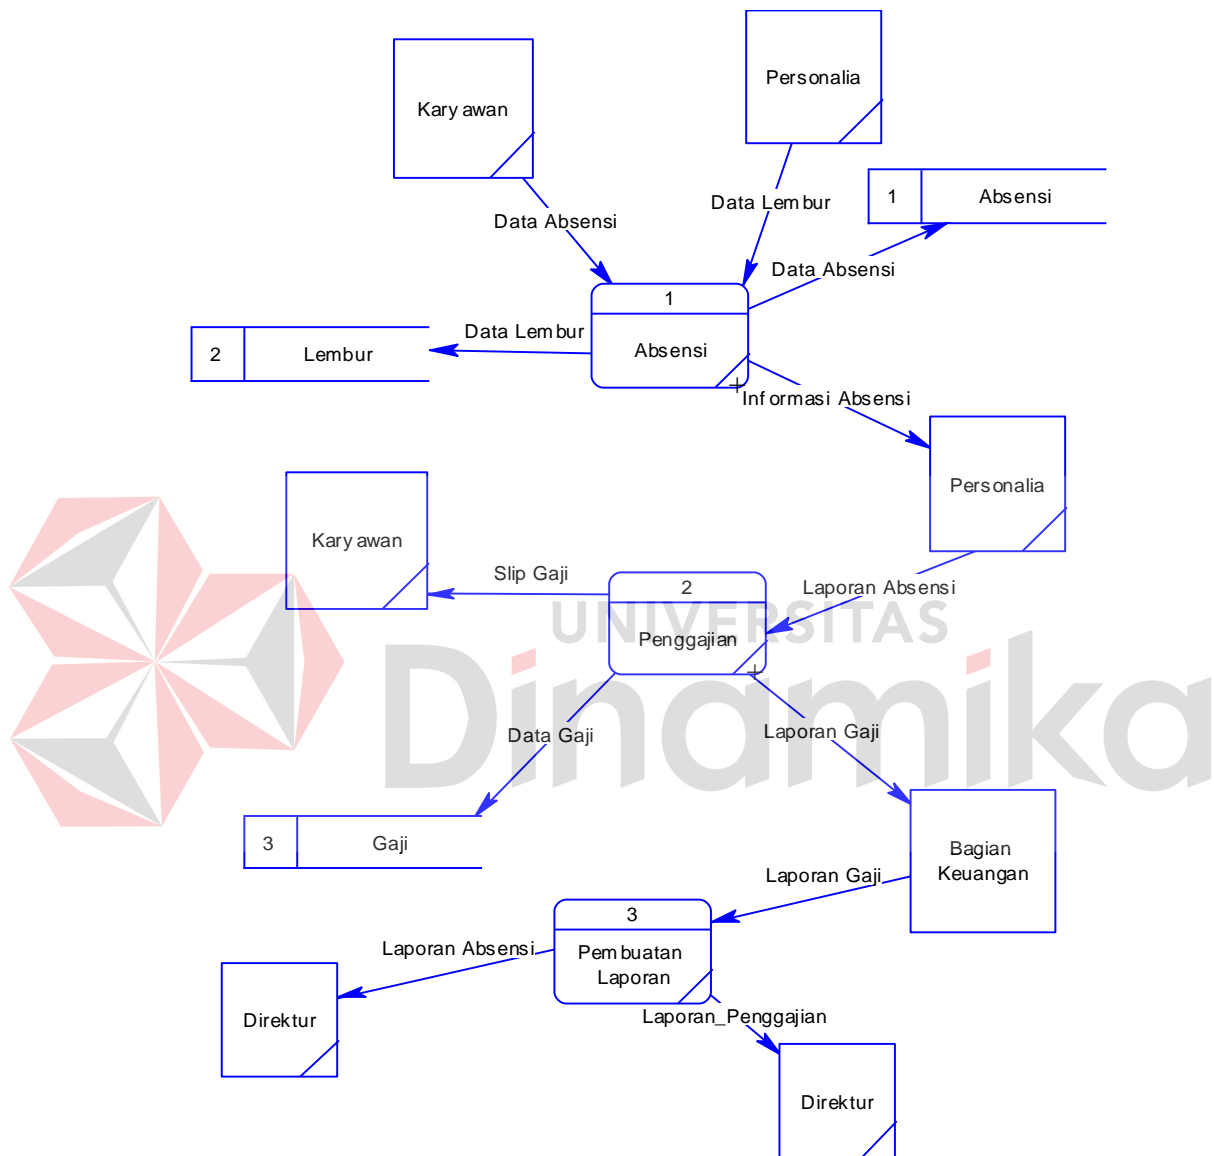 Personalia
Karyawan
1 Absensi
Data Lembur
Data Absensi
Data Absensi
1
Data Lembur
2 Lembur
Absensi
Informasi Absensi
Personalia
Karyawan
Slip Gaji
2
Laporan Absensi
UNIVERSITAS
Penggajian
Dinamika
Data Gaji
Laporan Gaji
3 Gaji
Bagian
Keuangan
Laporan Gaji
3
Laporan Absensi
Pembuatan
Laporan
Direktur
Laporan_Penggajian
Direktur